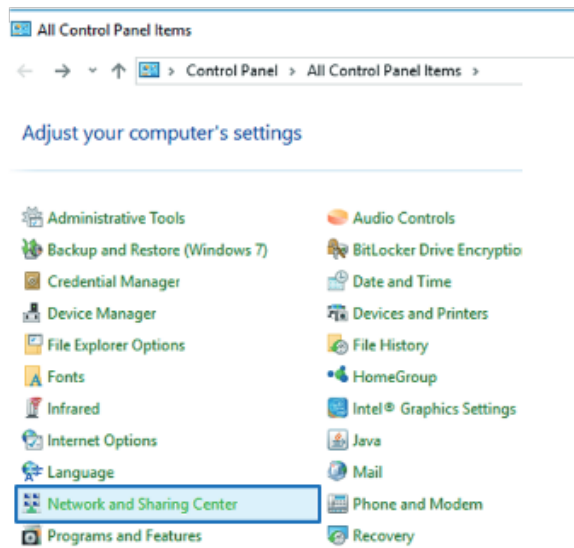 All Control Panel Items
Control Panel > All Control Panel Items >
Adjust your computer's settings
Administrative Tools
Audio Controls
Backup and Restore (Windows 7)
BitLocker Drive Encryptio
Credential Manager
Date and Time
Device Manager
Devices and Printers
File Explorer Options
File History
Fonts
HomeGroup
Infrared
Intel® Graphics Settings
Internet Options
Java
Language
Mail
Network and Sharing Center
Phone and Modem
Programs and Features
Recovery